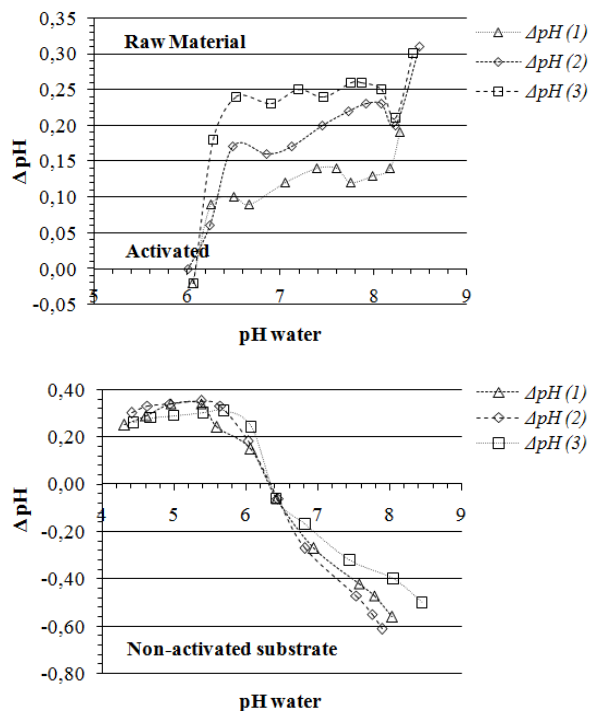 0,35
0,30
0,25
0,20
0,15
0,10
0,05
0,00
-0,05
ΔpH
Raw Material
Activated
5 6 7 8 9
pH water
ΔpH (1)
ΔpH (2)
ΔpH (3)
0,40
0,20
0,00
-0,20
-0,40
-0,60
-0,80
ΔpH
4 5 6 7 8 9
Non-activated substrate
pH water
ΔpH (1)
ΔpH (2)
ΔpH (3)